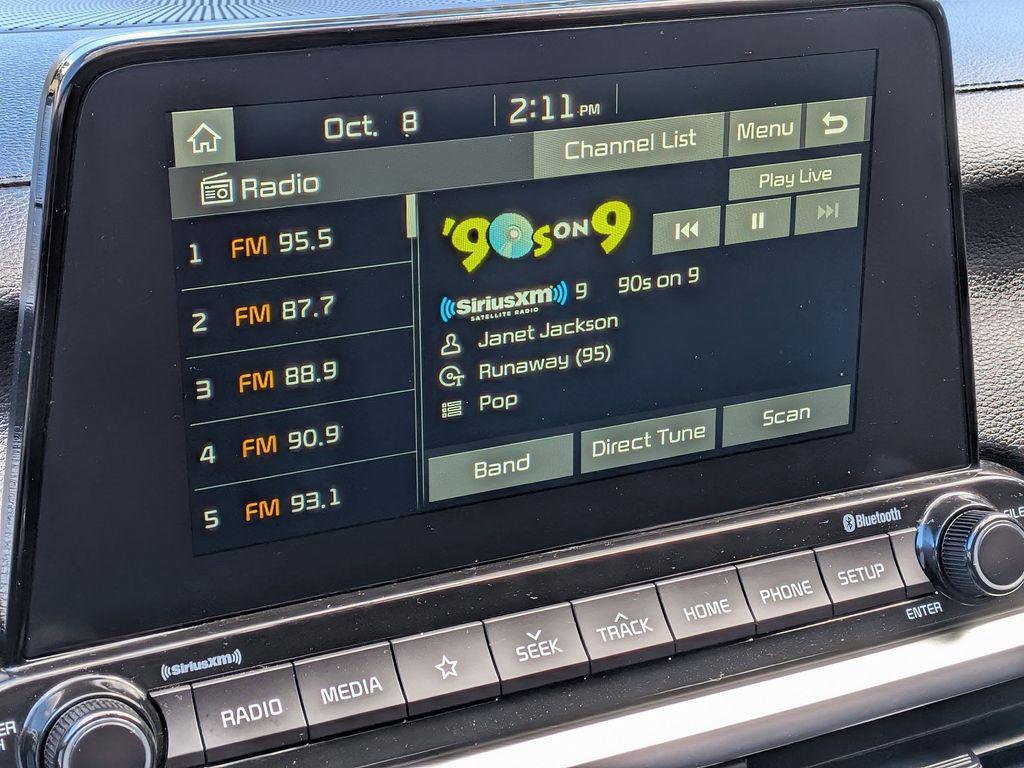 Oct. 8
2:11 PM
Channel List
Menu
Radio
Play Live
1 FM 95.5
2 FM 87.7
3 FM 88.9
4 FM 90.9
5 FM 93.1
'90s ON 9
((SiriusXM)) 9 90s on 9
SATELLITE RADIO
Janet Jackson
Runaway (95)
Pop
Band
Direct Tune
Scan
Bluetooth
((SiriusXM))
RADIO
MEDIA
SEEK
TRACK
HOME
PHONE
SETUP
ENTER